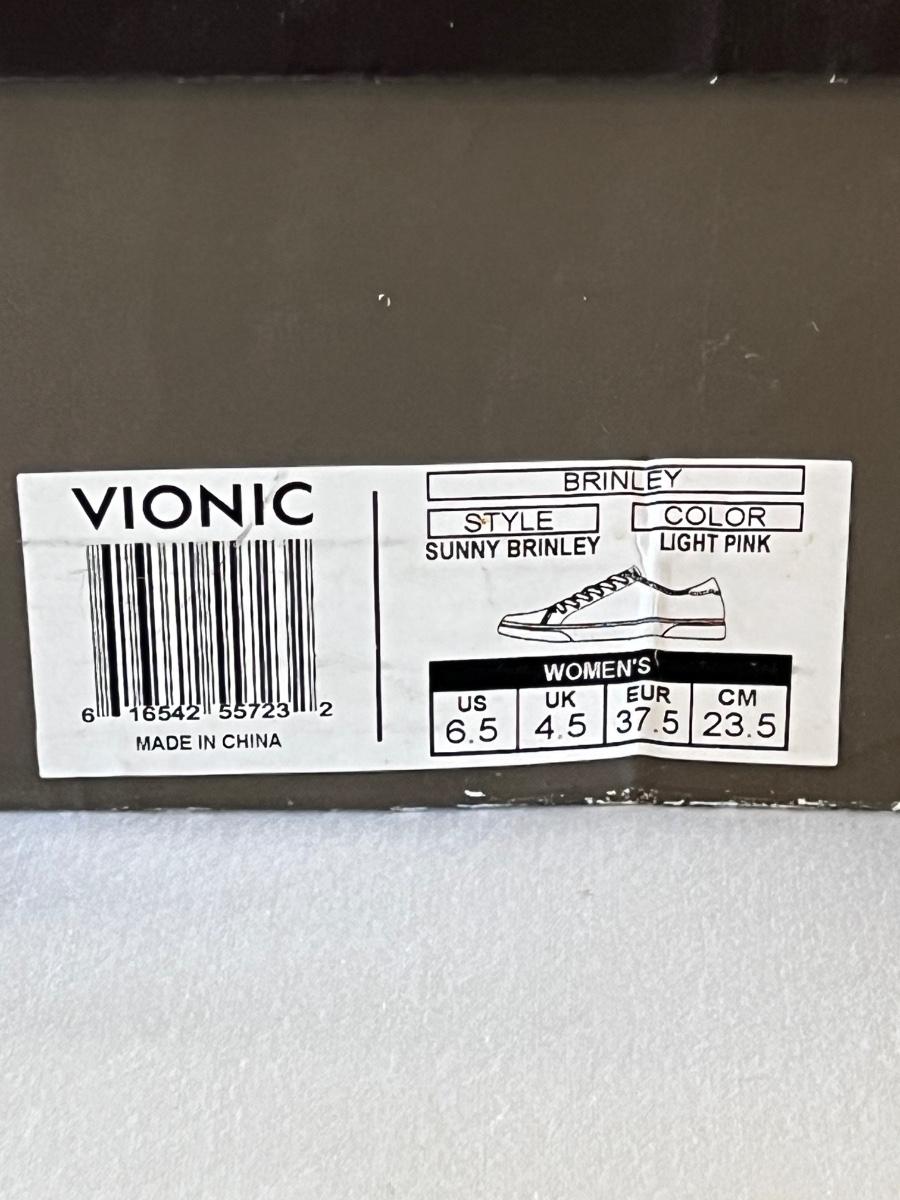 VIONIC
6 16542 55723 2
MADE IN CHINA
BRINLEY
STYLE COLOR
SUNNY BRINLEY LIGHT PINK
WOMEN'S
US UK EUR CM
6.5 4.5 37.5 23.5